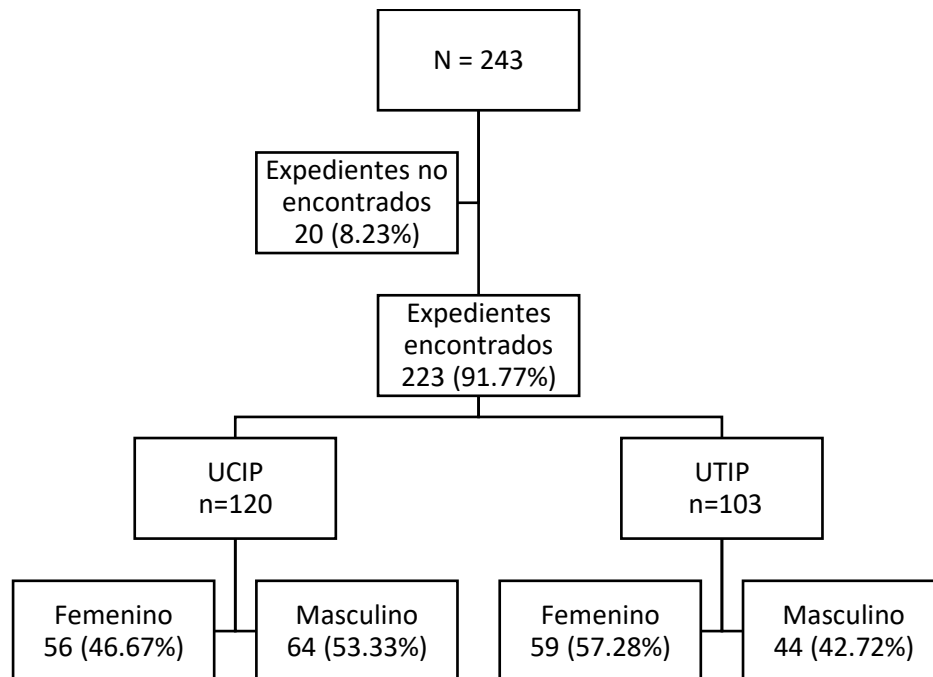 N = 243
Expedientes no
encontrados
20 (8.23%)
Expedientes
encontrados
223 (91.77%)
UCIP
n=120
UTIP
n=103
Femenino
56 (46.67%)
Masculino
64 (53.33%)
Femenino
59 (57.28%)
Masculino
44 (42.72%)